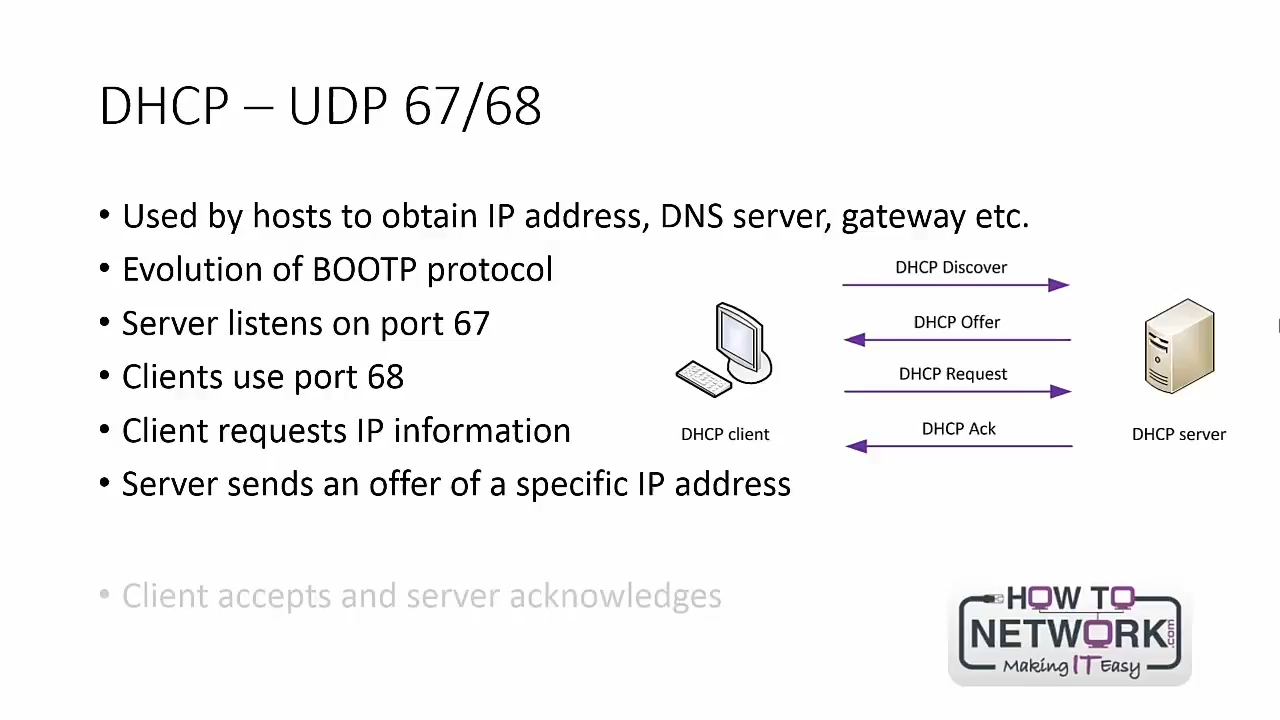 DHCP – UDP 67/68
• Used by hosts to obtain IP address, DNS server, gateway etc.
• Evolution of BOOTP protocol
• Server listens on port 67
• Clients use port 68
• Client requests IP information
• Server sends an offer of a specific IP address
• Client accepts and server acknowledges
DHCP Discover
DHCP Offer
DHCP Request
DHCP Ack
DHCP client
DHCP server
HOW TO
NETWORK.com
Making IT Easy